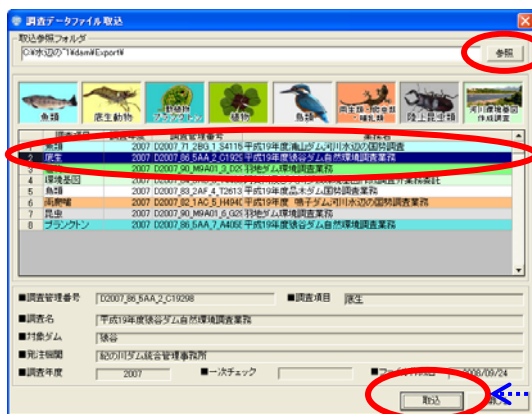 調査データファイル取込
取込参照フォルダ
C:¥水辺の~1¥dam¥Export¥
参照
魚類
底生動物
動植物
プランクトン
植物
鳥類
両生類・爬虫類
哺乳類
陸上昆虫類
河川環境基図
作成調査
調査項目 調査年度 調査管理番号 業務名
1 魚類 2007 D2007_71_2BG_1_S4115 平成19年度浦山ダム河川水辺の国勢調査
2 底生 2007 D2007_86_5AA_2_C1929 平成19年度猿谷ダム自然環境調査業務
2007 D2007_90_M9A01_3_D2 羽地ダム環境調査業務
4 環境基図
5 鳥類 2007 D2007_83_2AF_4_T2613 平成19年度品木ダム国勢調査業務
6 両爬哺 2007 D2007_82_1AC_5_H494 平成19年度 鳴子ダム河川水辺の国勢調査業務
7 昆虫 2007 D2007_90_M9A01_6_G2 羽地ダム環境調査業務
8 プランクトン 2007 D2007_86_5AA_7_A405 平成19年度猿谷ダム自然環境調査業務
■調査管理番号 D2007_86_5AA_2_C19298 ■調査項目 底生
■調査名 平成19年度猿谷ダム自然環境調査業務
■対象ダム 猿谷
■発注機関 紀の川ダム統合管理事務所
■調査年度 2007 ■一次チェック 2008/09/24
取込